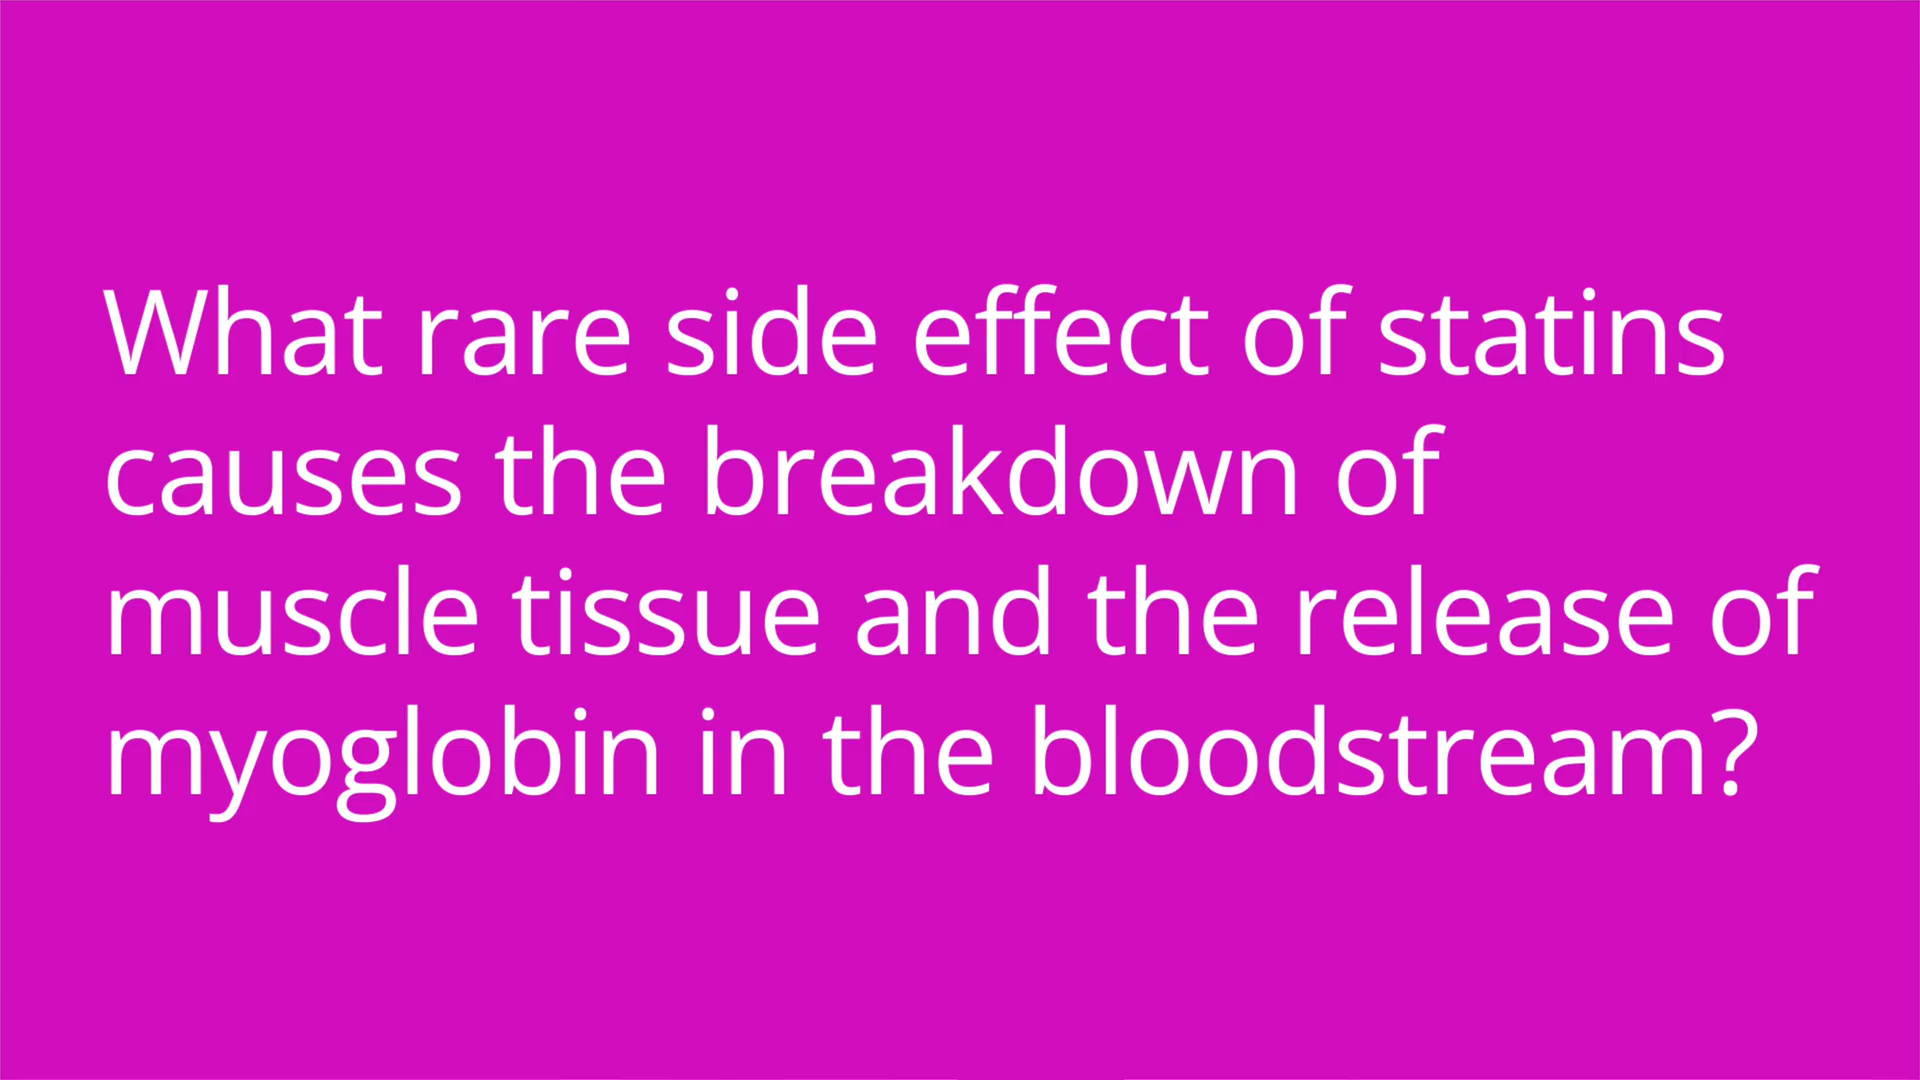 What rare side effect of statins
causes the breakdown of
muscle tissue and the release of
myoglobin in the bloodstream?